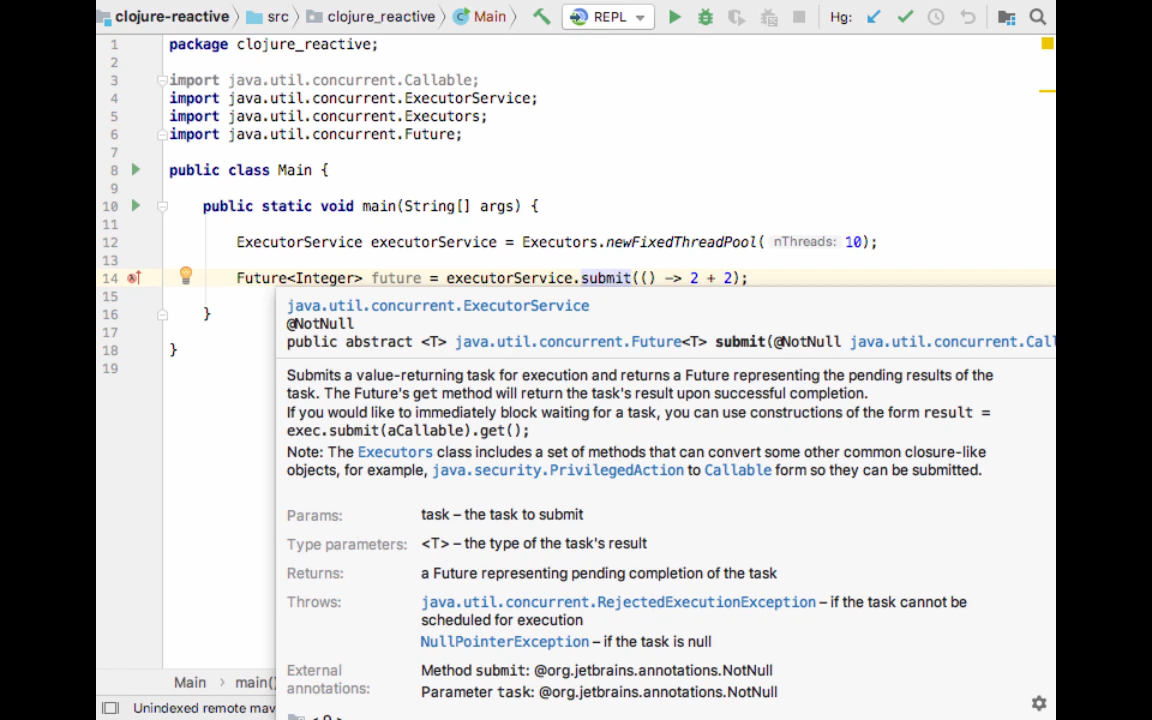 clojure-reactive src clojure_reactive Main REPL Hg:
1 package clojure_reactive;
2
3 import java.util.concurrent.Callable;
4 import java.util.concurrent.ExecutorService;
5 import java.util.concurrent.Executors;
6 import java.util.concurrent.Future;
7
8 public class Main {
9
10 public static void main(String[] args) {
11
12 ExecutorService executorService = Executors.newFixedThreadPool( nThreads: 10);
13
14 Future<Integer> future = executorService.submit(() -> 2 + 2);
15
16 }
17
18 }
19
java.util.concurrent.ExecutorService
@NotNull
public abstract <T> java.util.concurrent.Future<T> submit(@NotNull java.util.concurrent.Call
Submits a value-returning task for execution and returns a Future representing the pending results of the
task. The Future's get method will return the task's result upon successful completion.
If you would like to immediately block waiting for a task, you can use constructions of the form result =
exec.submit(aCallable).get();
Note: The Executors class includes a set of methods that can convert some other common closure-like
objects, for example, java.security.PrivilegedAction to Callable form so they can be submitted.
Params: task – the task to submit
Type parameters: <T> – the type of the task's result
Returns: a Future representing pending completion of the task
Throws: java.util.concurrent.RejectedExecutionException – if the task cannot be
scheduled for execution
NullPointerException – if the task is null
External Method submit: @org.jetbrains.annotations.NotNull
annotations: Parameter task: @org.jetbrains.annotations.NotNull
Main main()
Unindexed remote mav